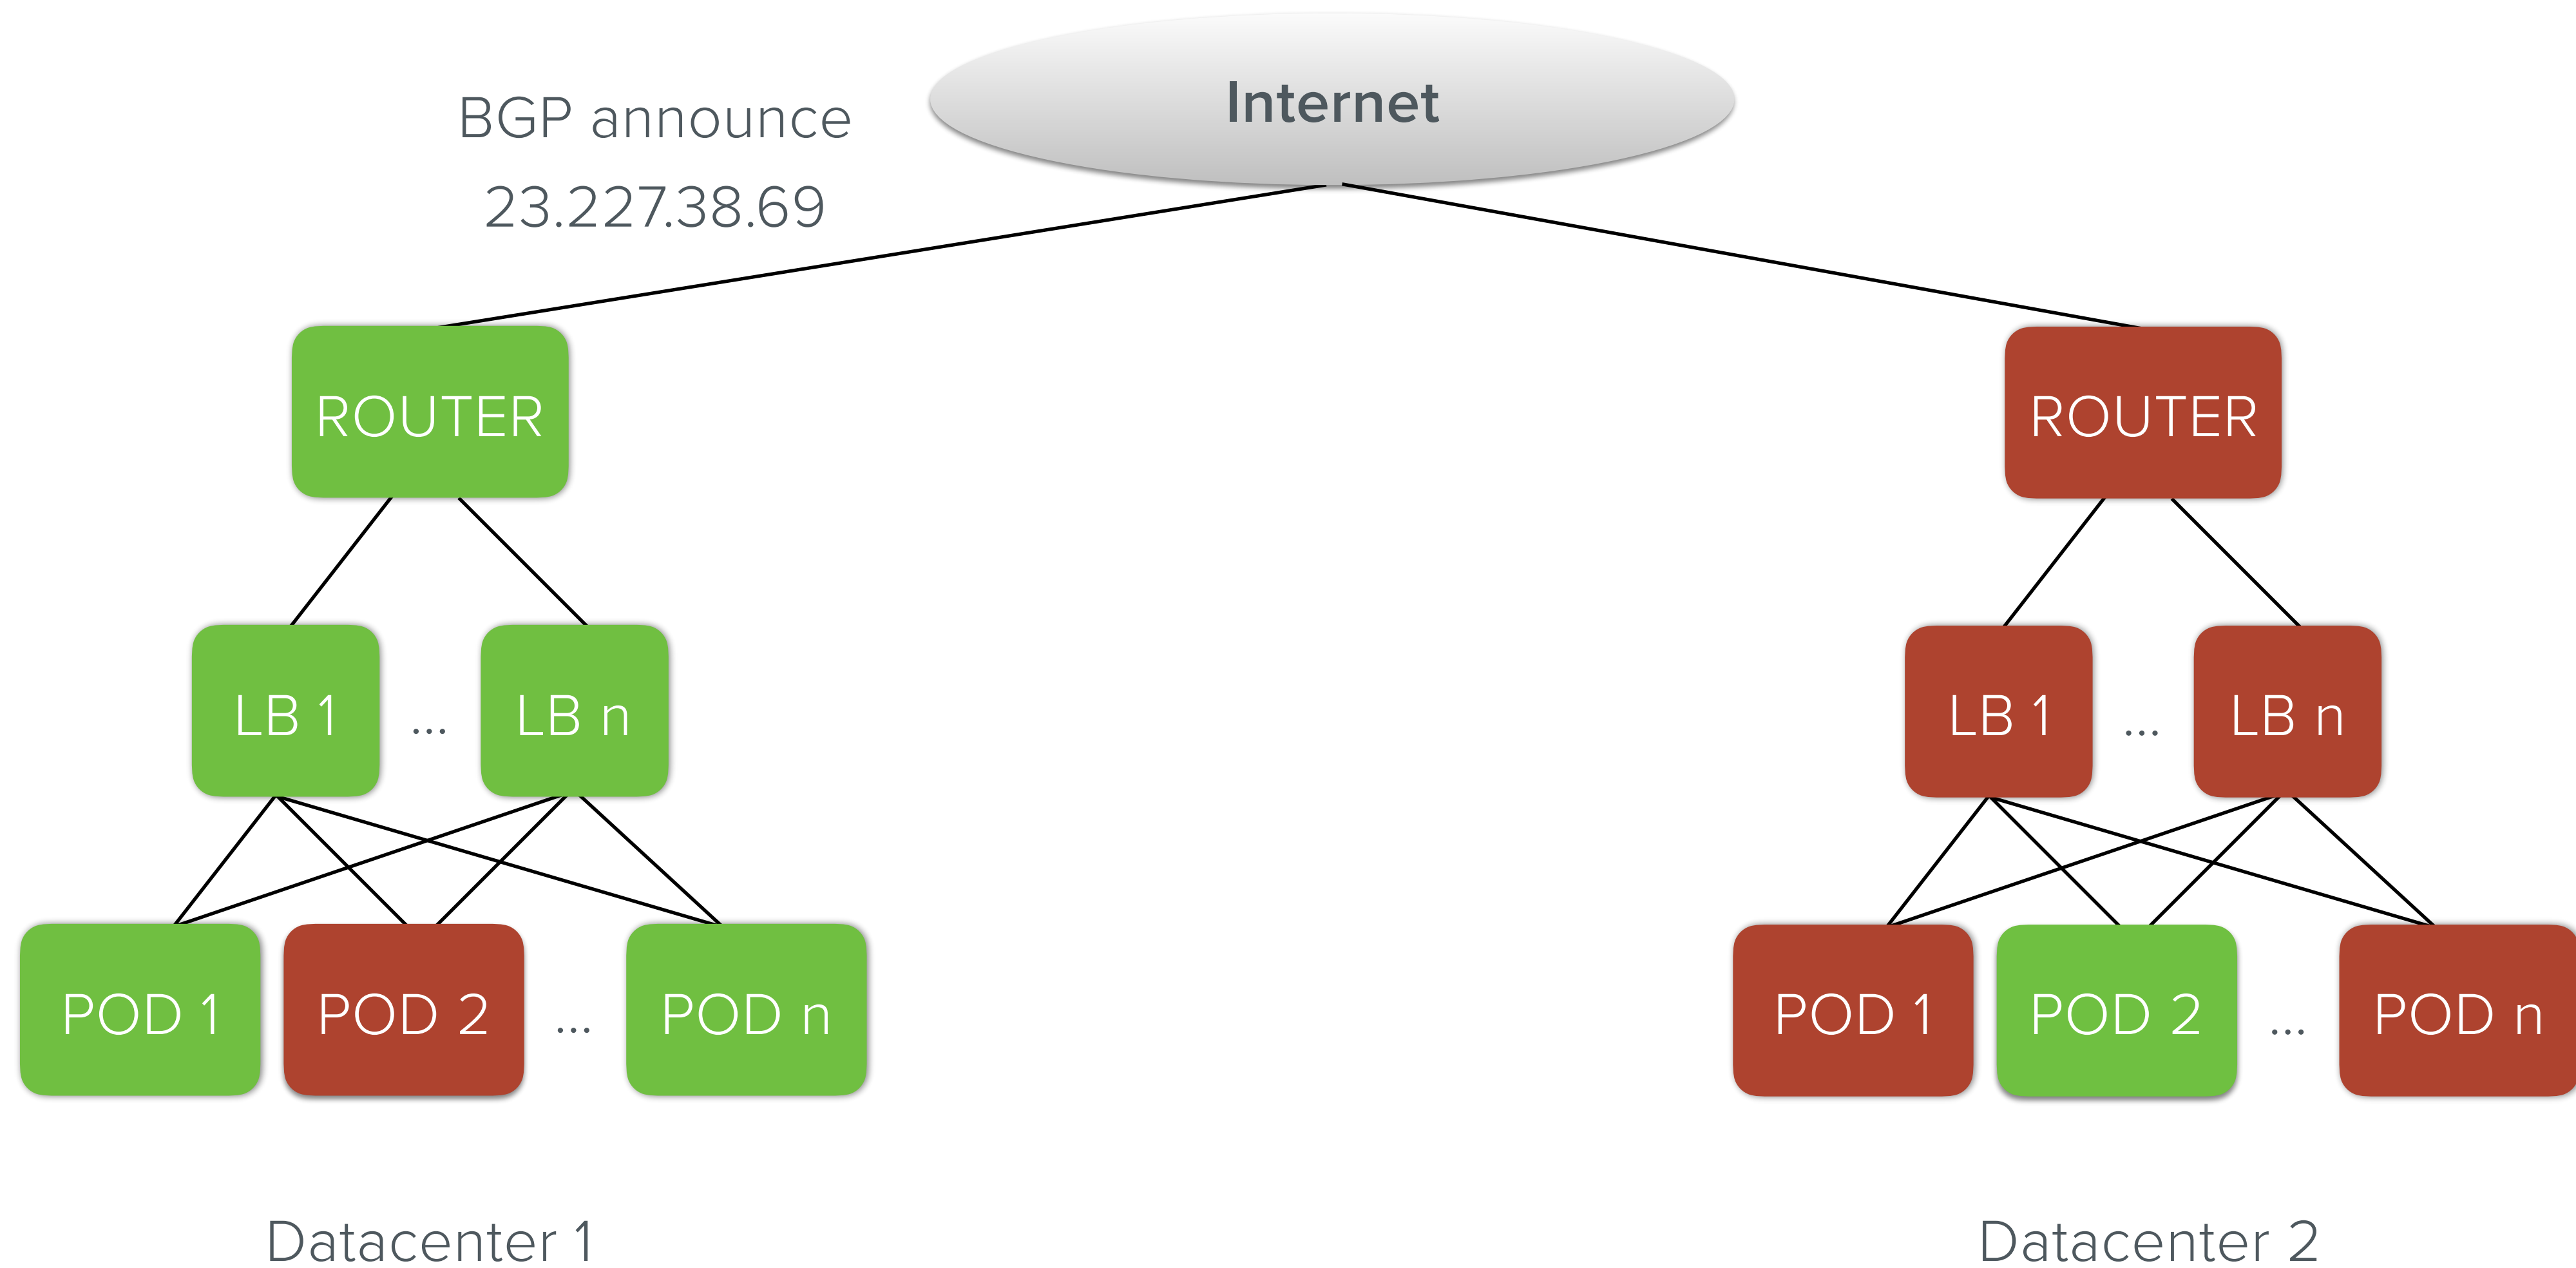 Internet
BGP announce
23.227.38.69
ROUTER
ROUTER
LB 1
...
LB n
LB 1
...
LB n
POD 1
POD 2
...
POD n
POD 1
POD 2
...
POD n
Datacenter 1
Datacenter 2